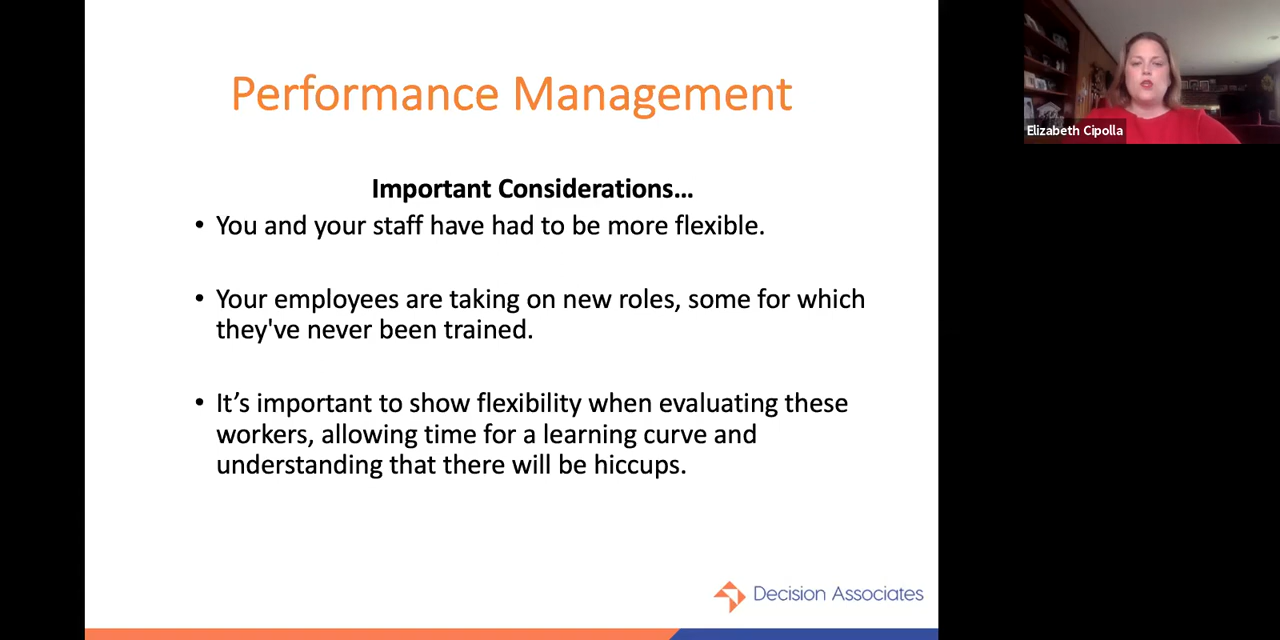 Performance Management
Elizabeth Cipolla
Important Considerations...
• You and your staff have had to be more flexible.
• Your employees are taking on new roles, some for which
they've never been trained.
• It’s important to show flexibility when evaluating these
workers, allowing time for a learning curve and
understanding that there will be hiccups.
Decision Associates